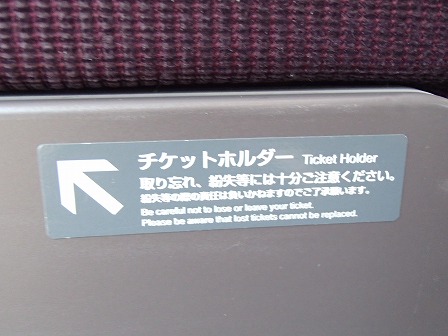 チケットホルダー Ticket Holder
取り忘れ、紛失等には十分ご注意ください。
紛失等の際の責任は負いかねますのでご了承願います。
Be careful not to lose or leave your ticket.
Please be aware that lost tickets cannot be replaced.